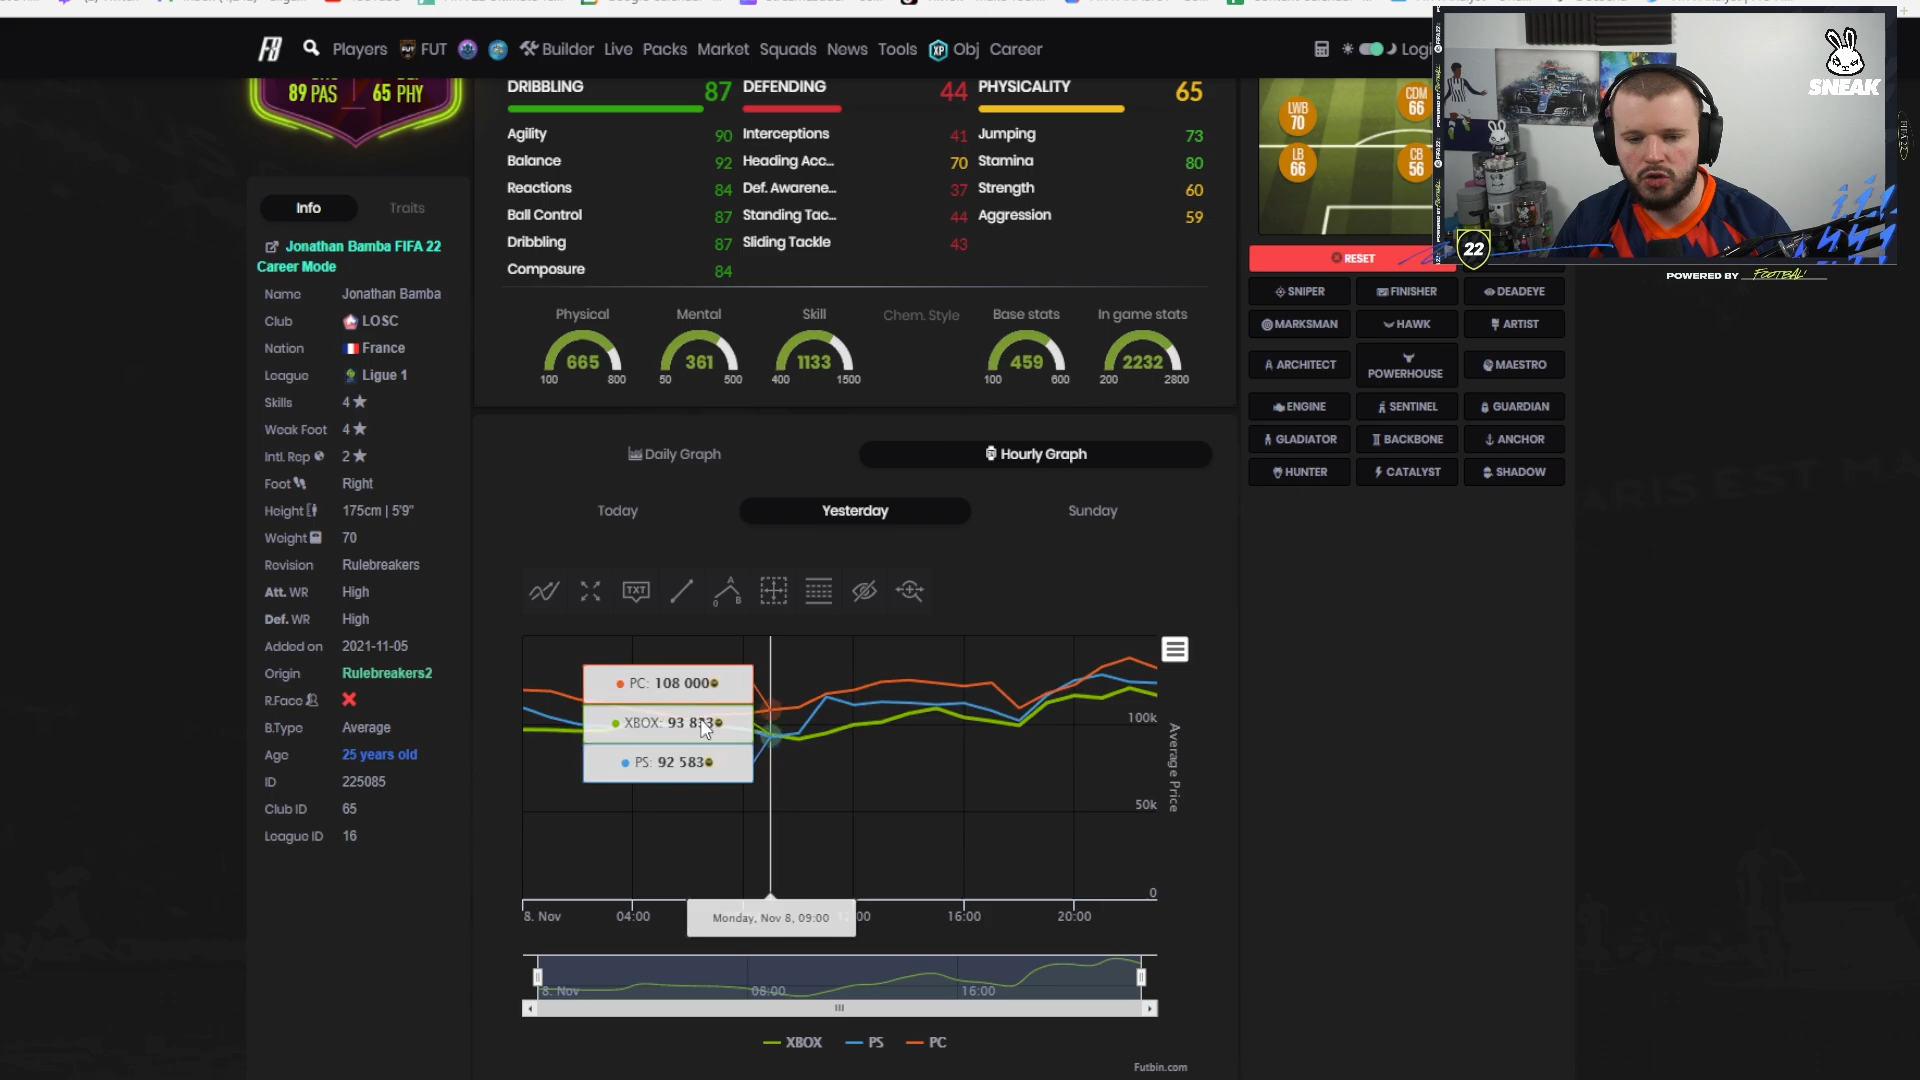 Players FUT Builder Live Packs Market Squads News Tools XP Obj Career Logi
SNEAK
89 PAS 65 PHY
DRIBBLING 87
Agility 90
Balance 92
Reactions 84
Ball Control 87
Dribbling 87
Composure 84
DEFENDING 44
Interceptions 41
Heading Acc... 70
Def. Awarene... 37
Standing Tac... 44
Sliding Tackle 43
PHYSICALITY 65
Jumping 73
Stamina 80
Strength 60
Aggression 59
LWB 70
CDM 66
LB 66
CB 56
22
POWERED BY FOOTBALL
Info Traits
Jonathan Bamba FIFA 22
Career Mode
Name Jonathan Bamba
Club LOSC
Nation France
League Ligue 1
Skills 4
Weak Foot 4
Intl. Rep 2
Foot Right
Height 175cm | 5'9"
Weight 70
Revision Rulebreakers
Att. WR High
Def. WR High
Added on 2021-11-05
Origin Rulebreakers2
R.Face
B.Type Average
Age 25 years old
ID 225085
Club ID 65
League ID 16
Physical Mental Skill Chem. Style Base stats In game stats
665 361 1133 459 2232
100 800 50 500 400 1500 100 600 200 2800
RESET
SNIPER FINISHER DEADEYE
MARKSMAN HAWK ARTIST
ARCHITECT POWERHOUSE MAESTRO
ENGINE SENTINEL GUARDIAN
GLADIATOR BACKBONE ANCHOR
HUNTER CATALYST SHADOW
Daily Graph Hourly Graph
Today Yesterday Sunday
TXT
PC: 108 000
XBOX: 93 8
PS: 92 583
100k
50k
0
Average Price
8. Nov 04:00 16:00 20:00
Monday, Nov 8, 09:00
8. Nov 08:00 16:00
XBOX PS PC
Futbin.com